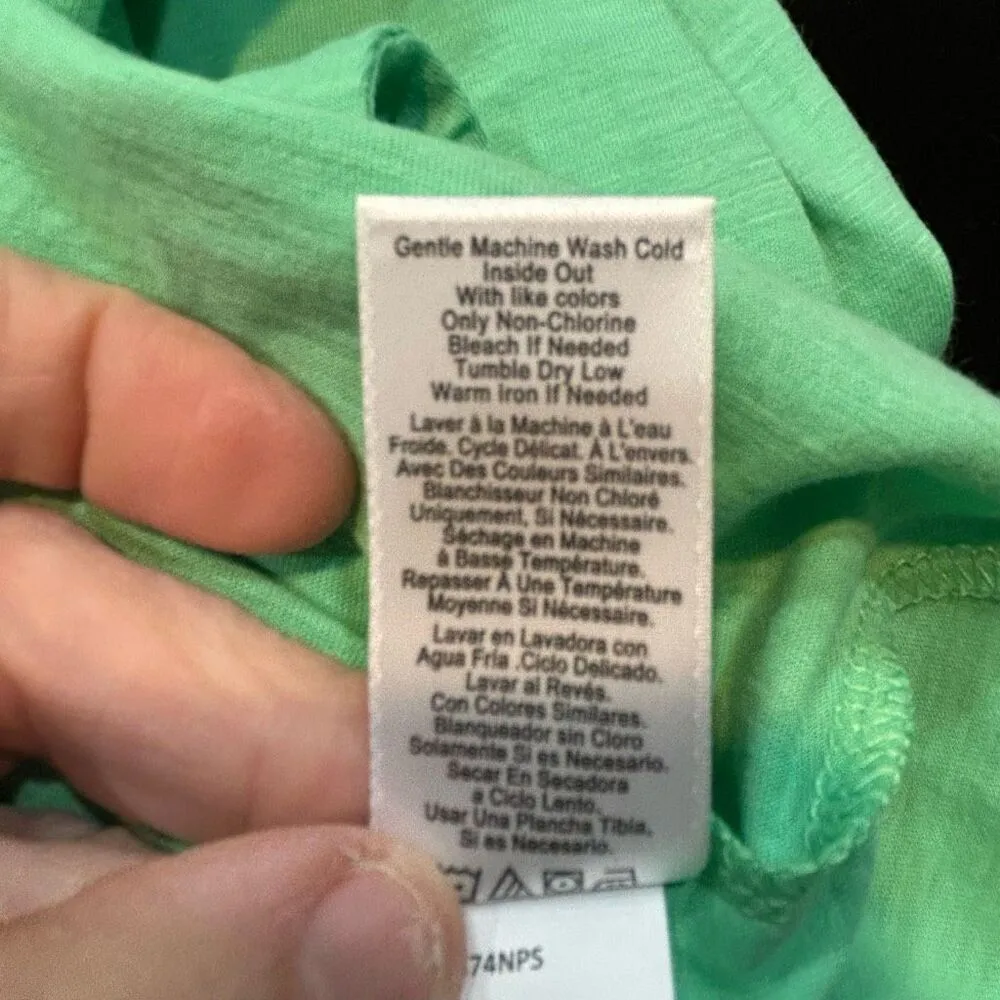 Gentle Machine Wash Cold
Inside Out
With like colors
Only Non-Chlorine
Bleach If Needed
Tumble Dry Low
Warm Iron If Needed
Laver à la Machine à L'eau
Froide. Cycle Délicat. À L'envers.
Avec Des Couleurs Similaires.
Blanchisseur Non Chloré
Uniquement, Si Nécessaire.
Séchage en Machine
à Basse Température.
Repasser À Une Température
Moyenne Si Nécessaire.
Lavar en Lavadora con
Agua Fría .Ciclo Delicado.
Lavar al Revés.
Con Colores Similares.
Blanqueador sin Cloro
Solamente Si es Necesario.
Secar En Secadora
a Ciclo Lento.
Usar Una Plancha Tibia,
Si es Necesario.
74NPS